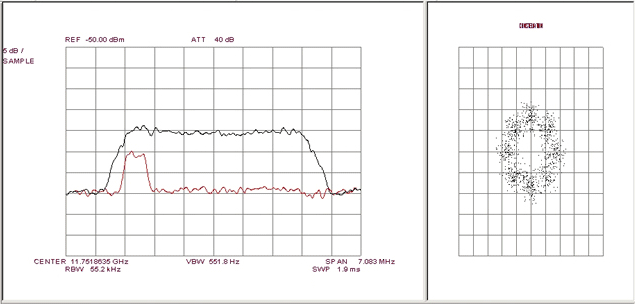 REF -50.00 dBm ATT 40 dB
5 dB /
SAMPLE
CENTER 11.7518635 GHz VBW 551.8 Hz SPAN 7.083 MHz
RBW 55.2 kHz SWP 1.9 ms